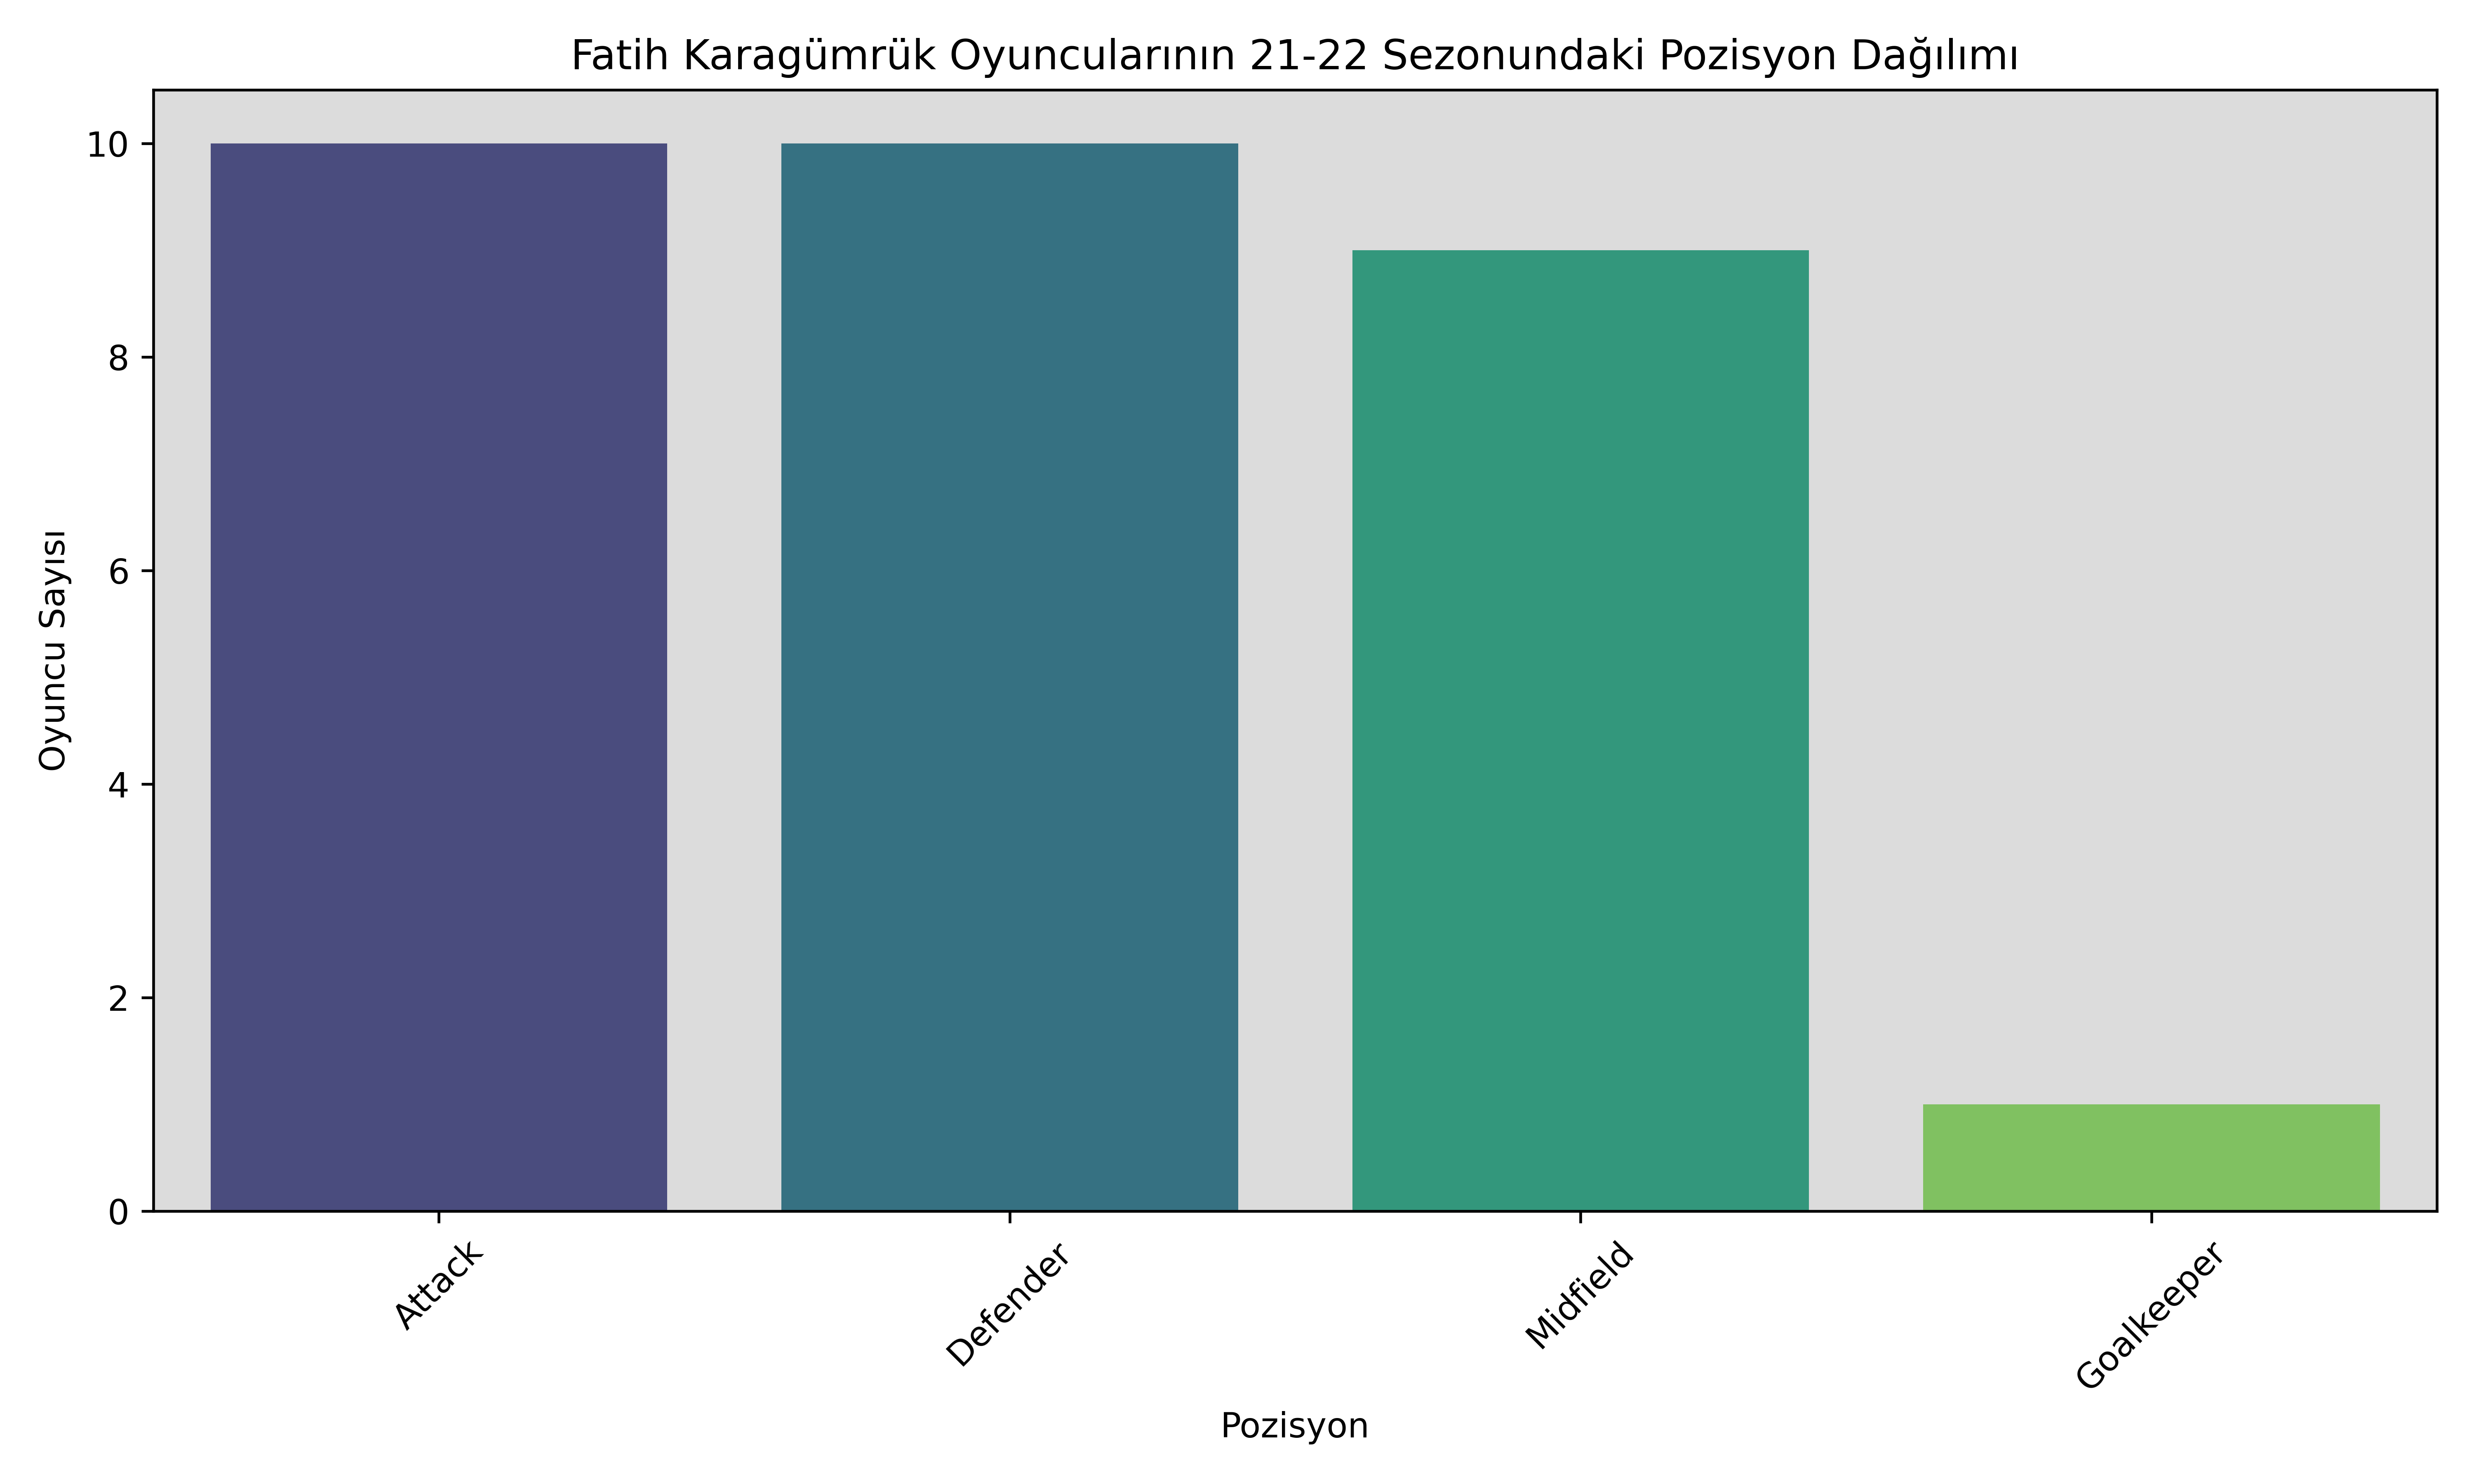 Fatih Karagümrük Oyuncularının 21-22 Sezonundaki Pozisyon Dağılımı
10
8
6
4
2
0
Oyuncu Sayısı
Attack
Defender
Midfield
Goalkeeper
Pozisyon